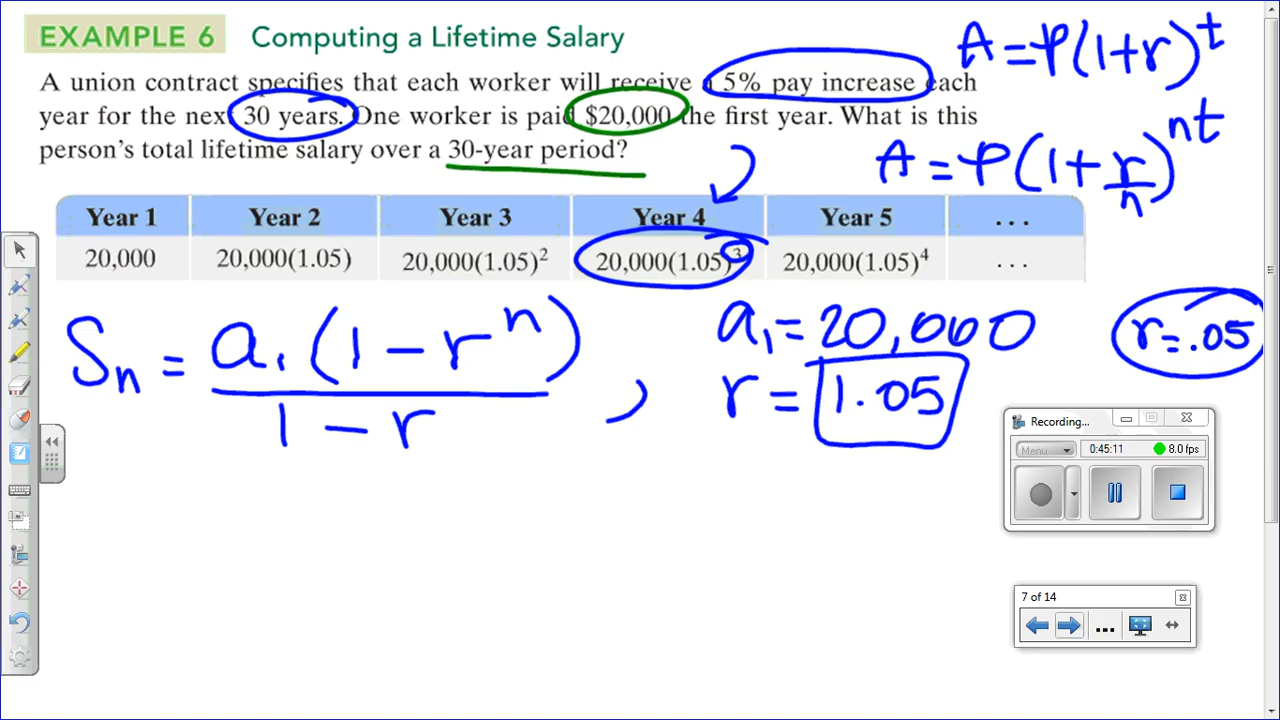 EXAMPLE 6 Computing a Lifetime Salary
A = P(1+r)^t
A union contract specifies that each worker will receive a 5% pay increase each
year for the next 30 years. One worker is paid $20,000 the first year. What is this
person's total lifetime salary over a 30-year period?
A = P(1 + r/n)^nt
Year 1 Year 2 Year 3 Year 4 Year 5 . . .
20,000 20,000(1.05) 20,000(1.05)^2 20,000(1.05)^3 20,000(1.05)^4 . . .
Sn = a1(1 - r^n) / 1 - r ,
a1 = 20,000
r = .05
r = 1.05
Recording...
Menu 0:45:11 8.0 fps
7 of 14
...